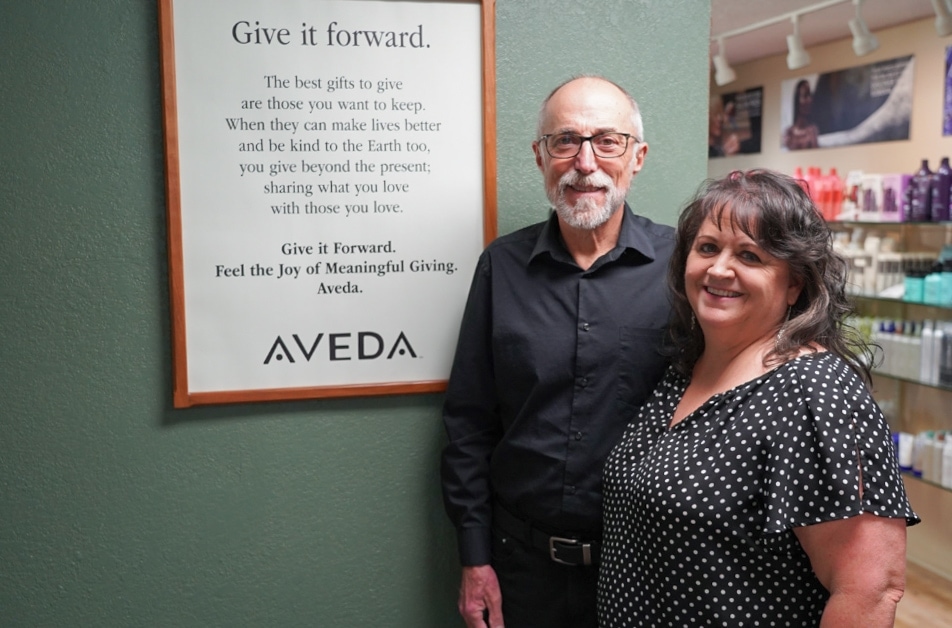 Give it forward.
The best gifts to give
are those you want to keep.
When they can make lives better
and be kind to the Earth too,
you give beyond the present;
sharing what you love
with those you love.
Give it Forward.
Feel the Joy of Meaningful Giving.
Aveda.
AVEDA